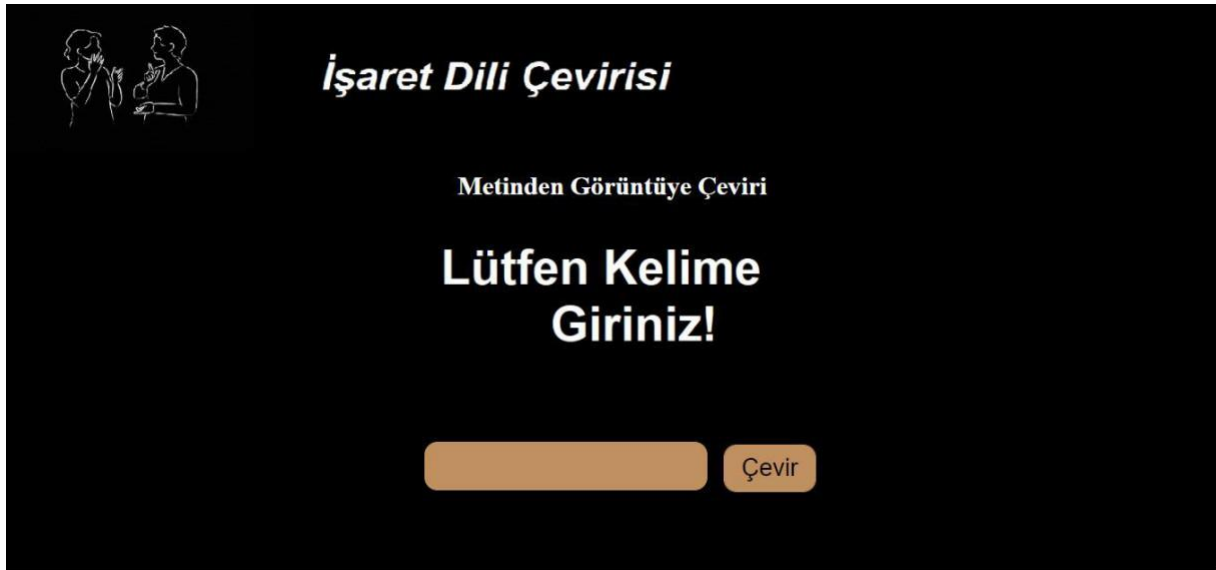 İşaret Dili Çevirisi
Metinden Görüntüye Çeviri
Lütfen Kelime
Giriniz!
Çevir